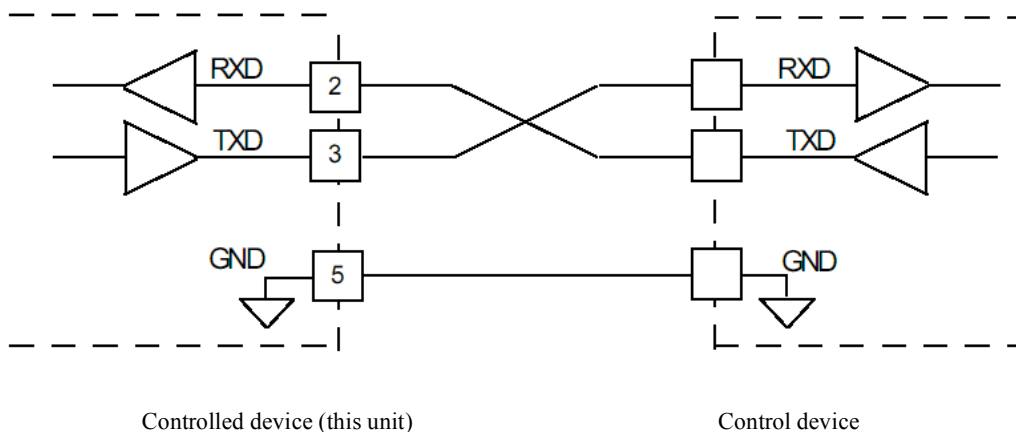 RXD 2 RXD
TXD 3 TXD
GND 5 GND
Controlled device (this unit) Control device